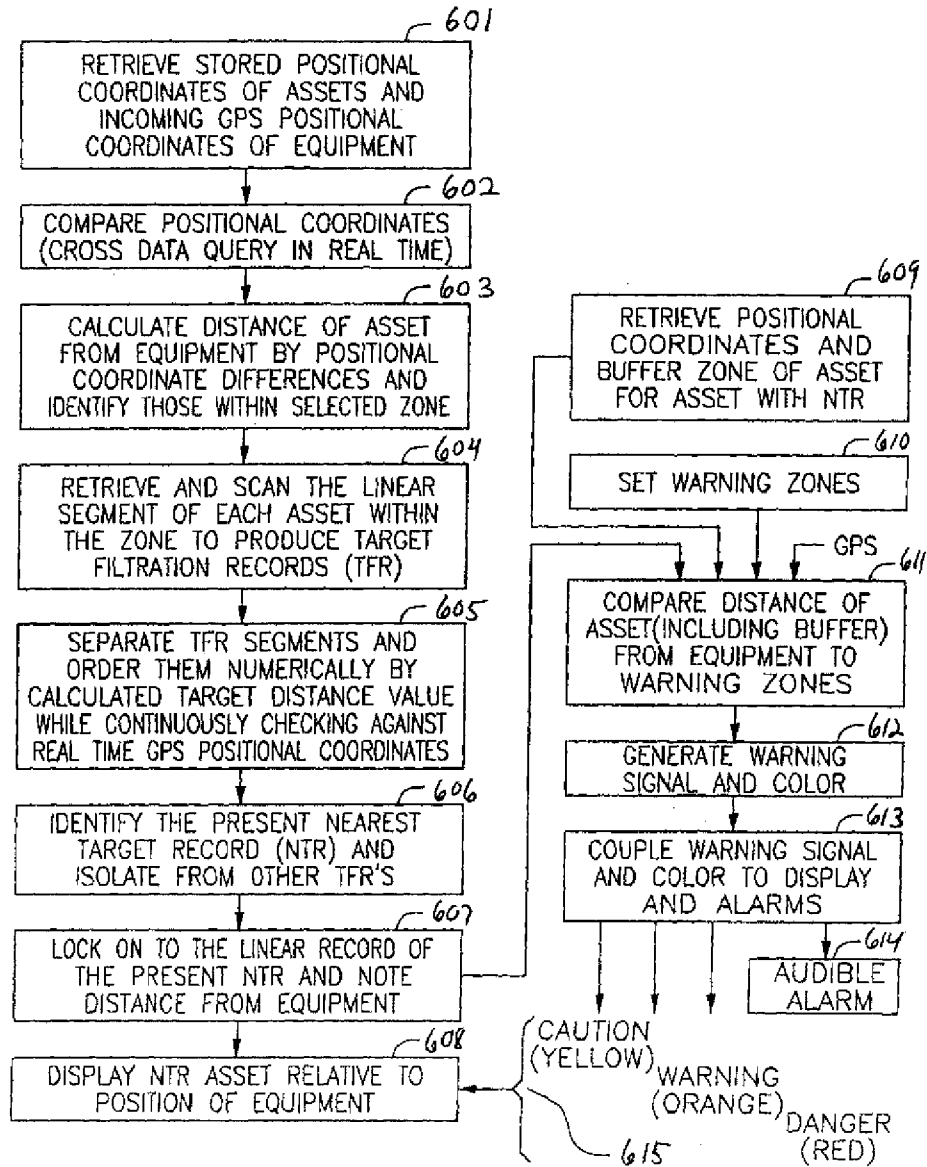 601
RETRIEVE STORED POSITIONAL
COORDINATES OF ASSETS AND
INCOMING GPS POSITIONAL
COORDINATES OF EQUIPMENT
602
COMPARE POSITIONAL COORDINATES
(CROSS DATA QUERY IN REAL TIME)
603
CALCULATE DISTANCE OF ASSET
FROM EQUIPMENT BY POSITIONAL
COORDINATE DIFFERENCES AND
IDENTIFY THOSE WITHIN SELECTED ZONE
604
RETRIEVE AND SCAN THE LINEAR
SEGMENT OF EACH ASSET WITHIN
THE ZONE TO PRODUCE TARGET
FILTRATION RECORDS (TFR)
605
SEPARATE TFR SEGMENTS AND
ORDER THEM NUMERICALLY BY
CALCULATED TARGET DISTANCE VALUE
WHILE CONTINUOUSLY CHECKING AGAINST
REAL TIME GPS POSITIONAL COORDINATES
606
IDENTIFY THE PRESENT NEAREST
TARGET RECORD (NTR) AND
ISOLATE FROM OTHER TFR'S
607
LOCK ON TO THE LINEAR RECORD OF
THE PRESENT NTR AND NOTE
DISTANCE FROM EQUIPMENT
608
DISPLAY NTR ASSET RELATIVE TO
POSITION OF EQUIPMENT
609
RETRIEVE POSITIONAL
COORDINATES AND
BUFFER ZONE OF ASSET
FOR ASSET WITH NTR
610
SET WARNING ZONES
GPS
611
COMPARE DISTANCE OF
ASSET(INCLUDING BUFFER)
FROM EQUIPMENT TO
WARNING ZONES
612
GENERATE WARNING
SIGNAL AND COLOR
613
COUPLE WARNING SIGNAL
AND COLOR TO DISPLAY
AND ALARMS
614
AUDIBLE
ALARM
CAUTION
(YELLOW)
WARNING
(ORANGE)
DANGER
(RED)
615